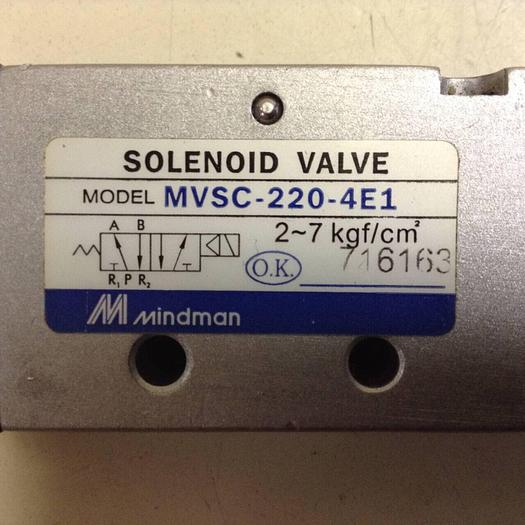 SOLENOID VALVE
MODEL MVSC-220-4E1
A B
2~7 kgf/cm²
O.K. 716163
R₁ P R₂
Mindman